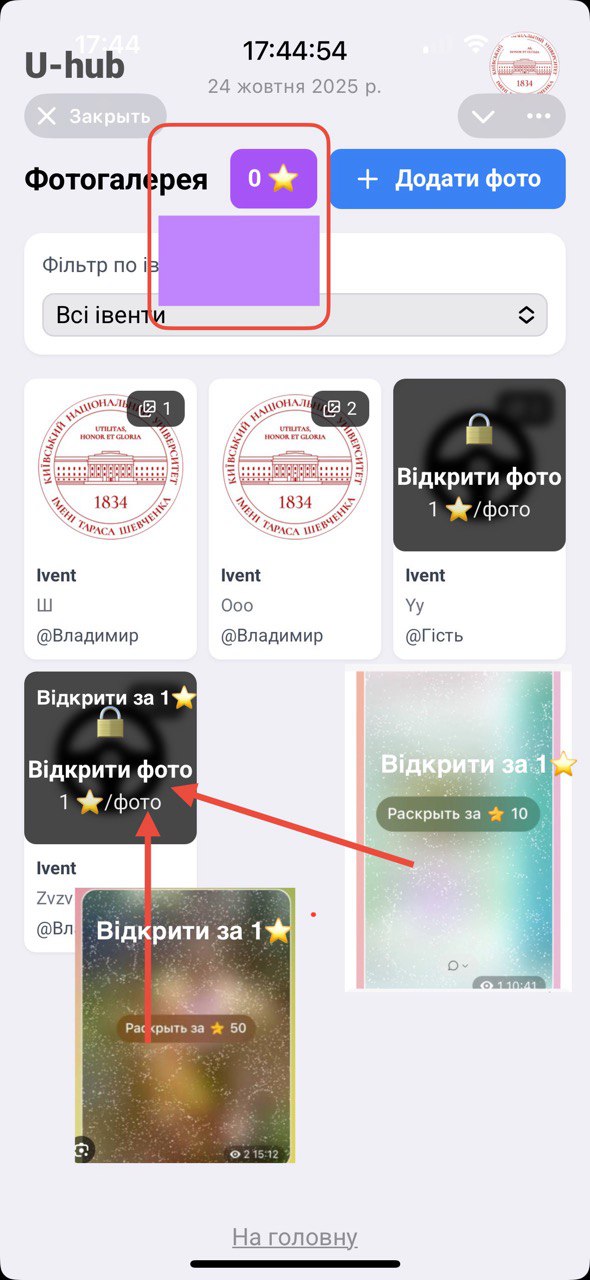 17:44
U-hub
17:44:54
24 жовтня 2025 р.
Закрыть
Фотогалерея
0 ⭐
+ Додати фото
Фільтр по ів
Всі івенти
1
КИЇВСЬКИЙ НАЦІОНАЛЬНИЙ УНІВЕРСИТЕТ
UTILITAS,
HONOR ET GLORIA
1834
ІМЕНІ ТАРАСА ШЕВЧЕНКА
Ivent
Ш
@Владимир
2
КИЇВСЬКИЙ НАЦІОНАЛЬНИЙ УНІВЕРСИТЕТ
UTILITAS,
HONOR ET GLORIA
1834
ІМЕНІ ТАРАСА ШЕВЧЕНКА
Ivent
Ооо
@Владимир
Відкрити фото
1 ⭐/фото
Ivent
Yy
@Гість
Відкрити за 1⭐
Відкрити фото
1 ⭐/фото
Ivent
Zvzv
@Вл
Відкрити за 1⭐
Раскрыть за ⭐ 10
1 10:41
Відкрити за 1⭐
Раскрыть за ⭐ 50
2 15:12
На головну